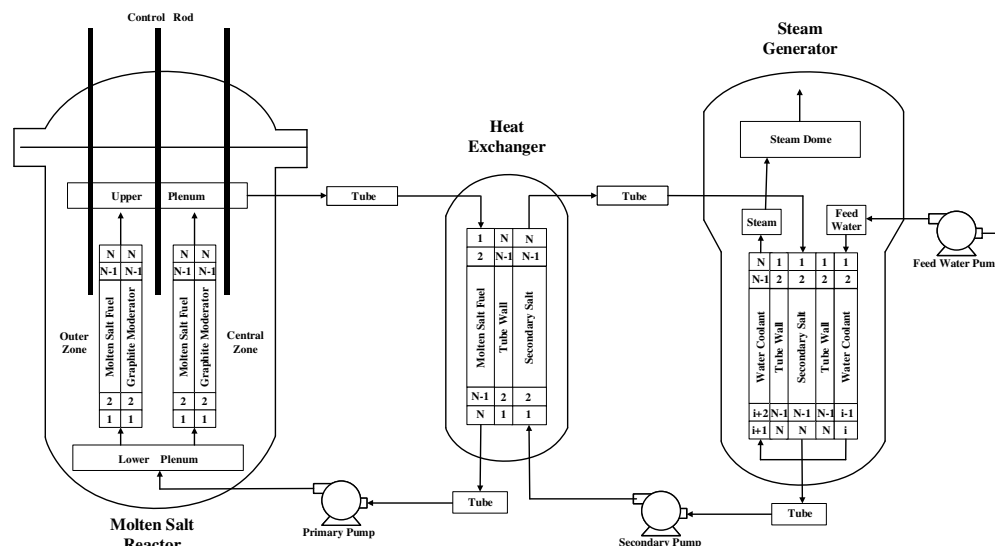 Control Rod
Steam
Generator
Heat
Exchanger
Steam Dome
Upper Plenum
Tube
Tube
Steam
Feed
Water
Feed Water Pump
N N
N-1 N-1
Molten Salt Fuel
Graphite Moderator
2 2
1 1
N N
N-1 N-1
Molten Salt Fuel
Graphite Moderator
2 2
1 1
Outer
Zone
Central
Zone
1 N N
2 N-1 N-1
Molten Salt Fuel
Tube Wall
Secondary Salt
N-1 2 2
N 1 1
N 1 1 1 1
N-1 2 2 2 2
Water Coolant
Tube Wall
Secondary Salt
Tube Wall
Water Coolant
i+2 N-1 N-1 N-1 i-1
i+1 N N N i
Lower Plenum
Tube
Primary Pump
Tube
Secondary Pump
Molten Salt
Reactor